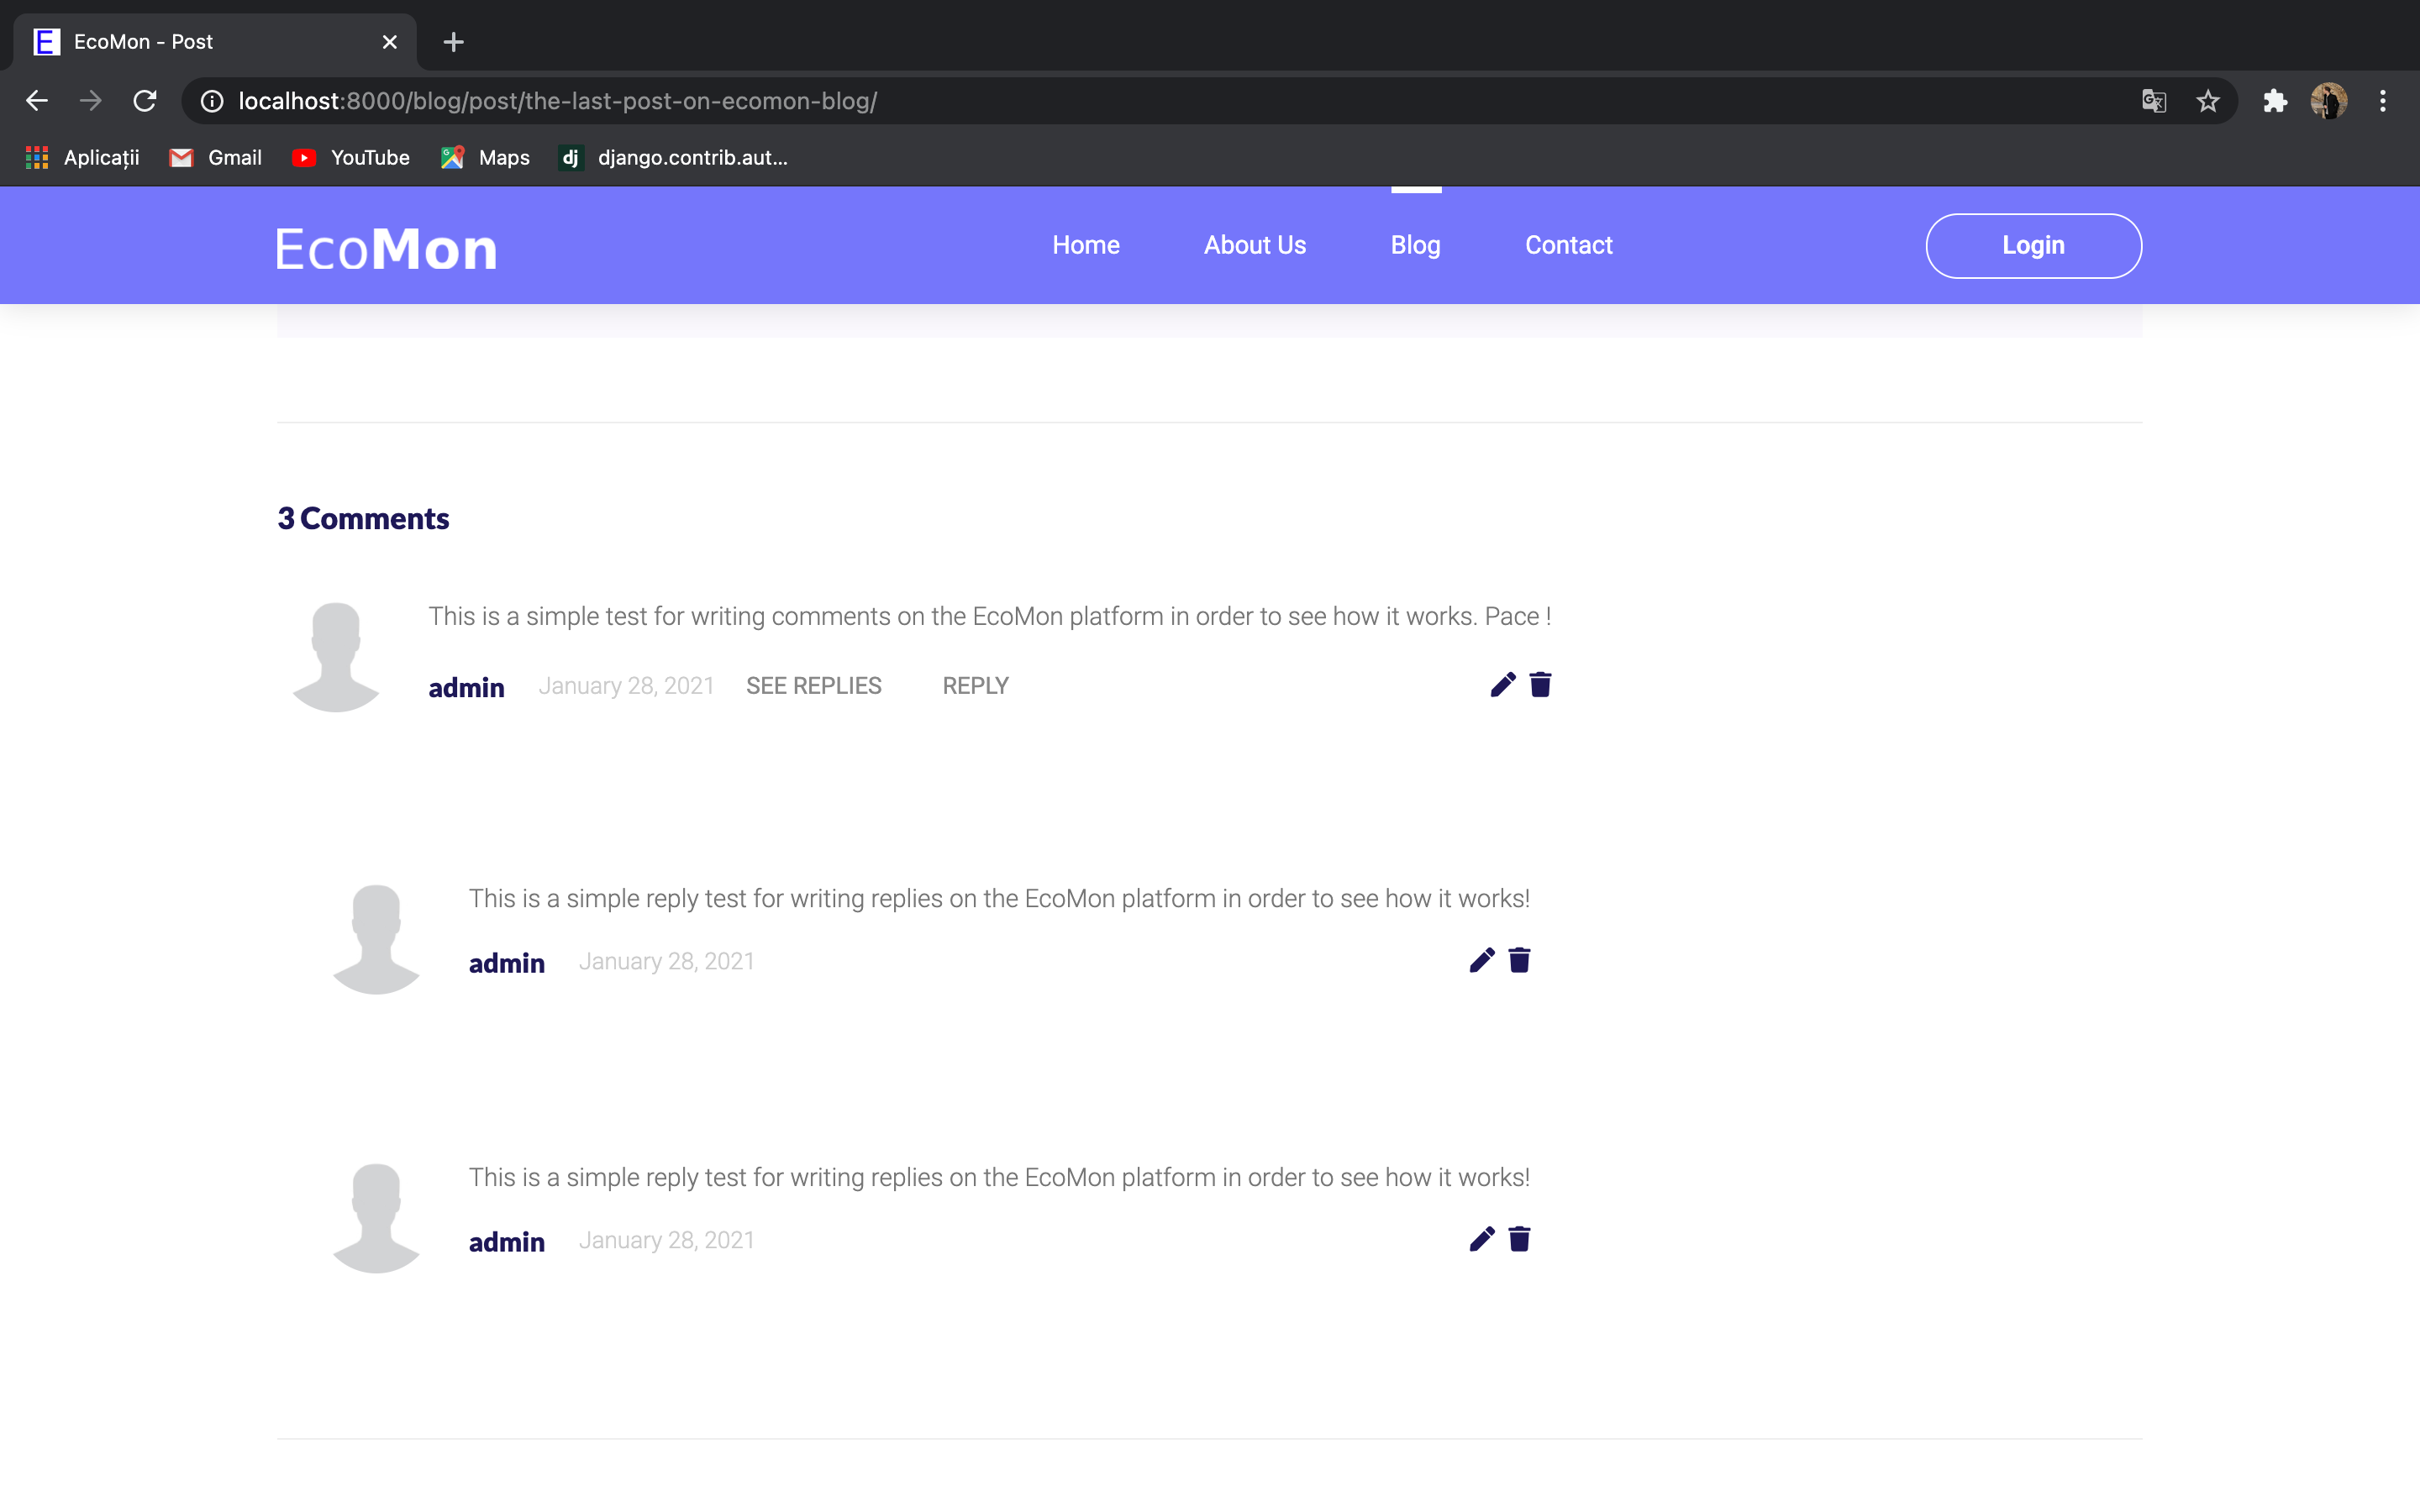 E EcoMon - Post
localhost:8000/blog/post/the-last-post-on-ecomon-blog/
Aplicații Gmail YouTube Maps dj django.contrib.aut...
EcoMon Home About Us Blog Contact Login
3 Comments
This is a simple test for writing comments on the EcoMon platform in order to see how it works. Pace !
admin January 28, 2021 SEE REPLIES REPLY
This is a simple reply test for writing replies on the EcoMon platform in order to see how it works!
admin January 28, 2021
This is a simple reply test for writing replies on the EcoMon platform in order to see how it works!
admin January 28, 2021